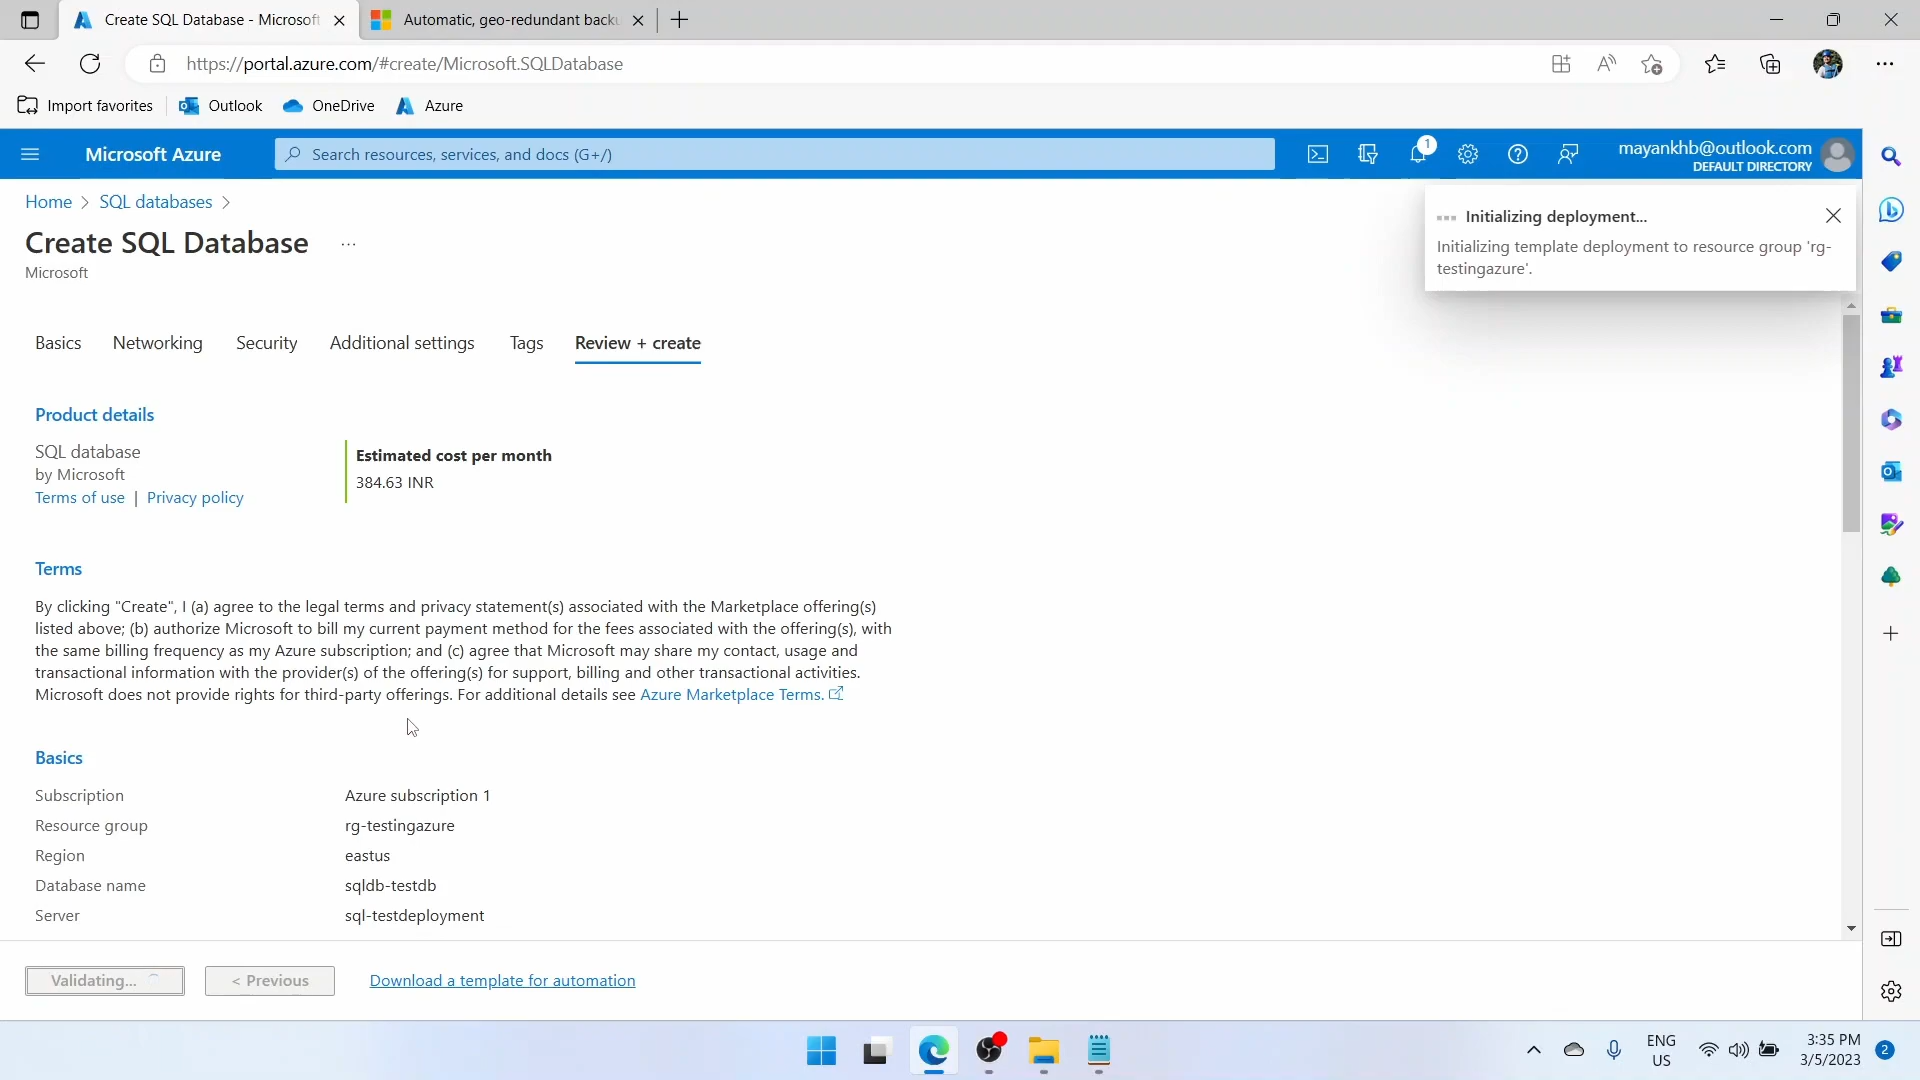 Create SQL Database - Microsoft
Automatic, geo-redundant backu
https://portal.azure.com/#create/Microsoft.SQLDatabase
Import favorites
Outlook
OneDrive
Azure
Microsoft Azure
Search resources, services, and docs (G+/)
1
mayankhb@outlook.com
DEFAULT DIRECTORY
Home > SQL databases >
Create SQL Database ...
Microsoft
Initializing deployment...
Initializing template deployment to resource group 'rg-
testingazure'.
Basics
Networking
Security
Additional settings
Tags
Review + create
Product details
SQL database
by Microsoft
Terms of use | Privacy policy
Estimated cost per month
384.63 INR
Terms
By clicking "Create", I (a) agree to the legal terms and privacy statement(s) associated with the Marketplace offering(s)
listed above; (b) authorize Microsoft to bill my current payment method for the fees associated with the offering(s), with
the same billing frequency as my Azure subscription; and (c) agree that Microsoft may share my contact, usage and
transactional information with the provider(s) of the offering(s) for support, billing and other transactional activities.
Microsoft does not provide rights for third-party offerings. For additional details see Azure Marketplace Terms.
Basics
Subscription Azure subscription 1
Resource group rg-testingazure
Region eastus
Database name sqldb-testdb
Server sql-testdeployment
Validating...
< Previous
Download a template for automation
ENG
US
3:35 PM
3/5/2023
2